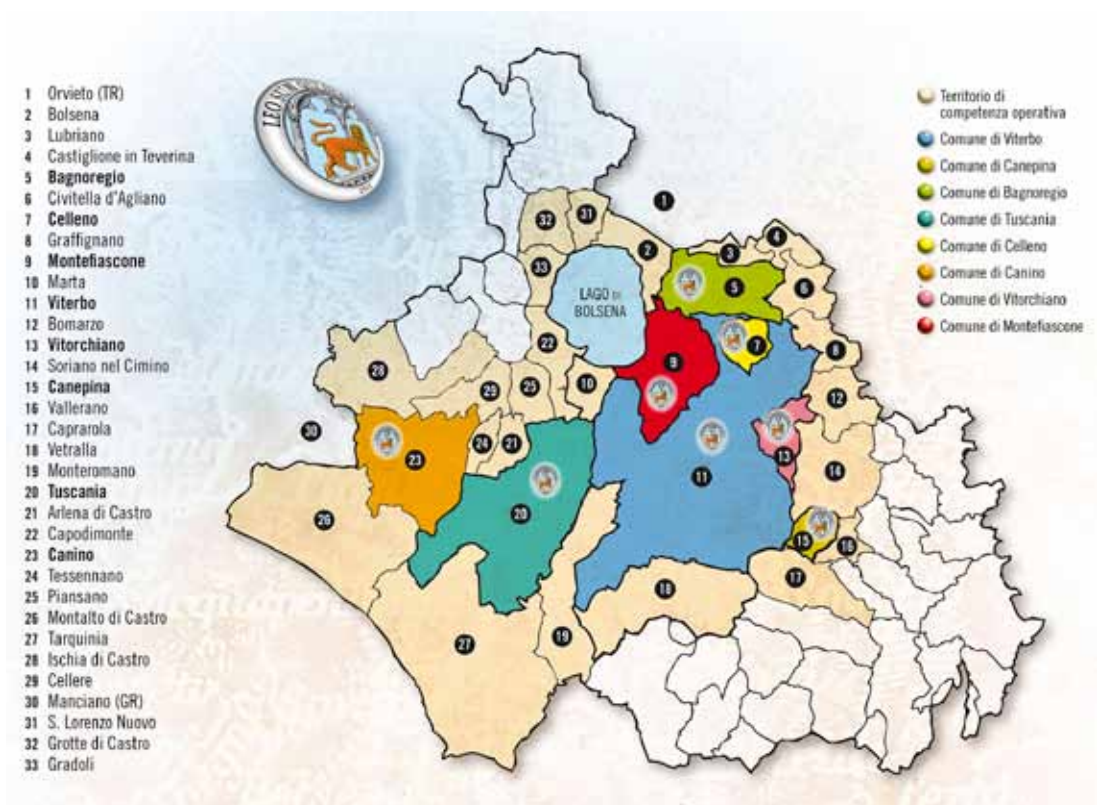 1 Orvieto (TR)
2 Bolsena
3 Lubriano
4 Castiglione in Teverina
5 Bagnoregio
6 Civitella d'Agliano
7 Celleno
8 Graffignano
9 Montefiascone
10 Marta
11 Viterbo
12 Bomarzo
13 Vitorchiano
14 Soriano nel Cimino
15 Canepina
16 Vallerano
17 Caprarola
18 Vetralla
19 Monteromano
20 Tuscania
21 Arlena di Castro
22 Capodimonte
23 Canino
24 Tessennano
25 Piansano
26 Montalto di Castro
27 Tarquinia
28 Ischia di Castro
29 Cellere
30 Manciano (GR)
31 S. Lorenzo Nuovo
32 Grotte di Castro
33 Gradoli
LEO
1
32
31
2
3
4
33
5
6
LAGO DI
BOLSENA
22
7
8
9
28
29
25
10
12
30
23
24
21
11
13
14
26
20
15
16
18
17
27
19
Territorio di
competenza operativa
Comune di Viterbo
Comune di Canepina
Comune di Bagnoregio
Comune di Tuscania
Comune di Celleno
Comune di Canino
Comune di Vitorchiano
Comune di Montefiascone